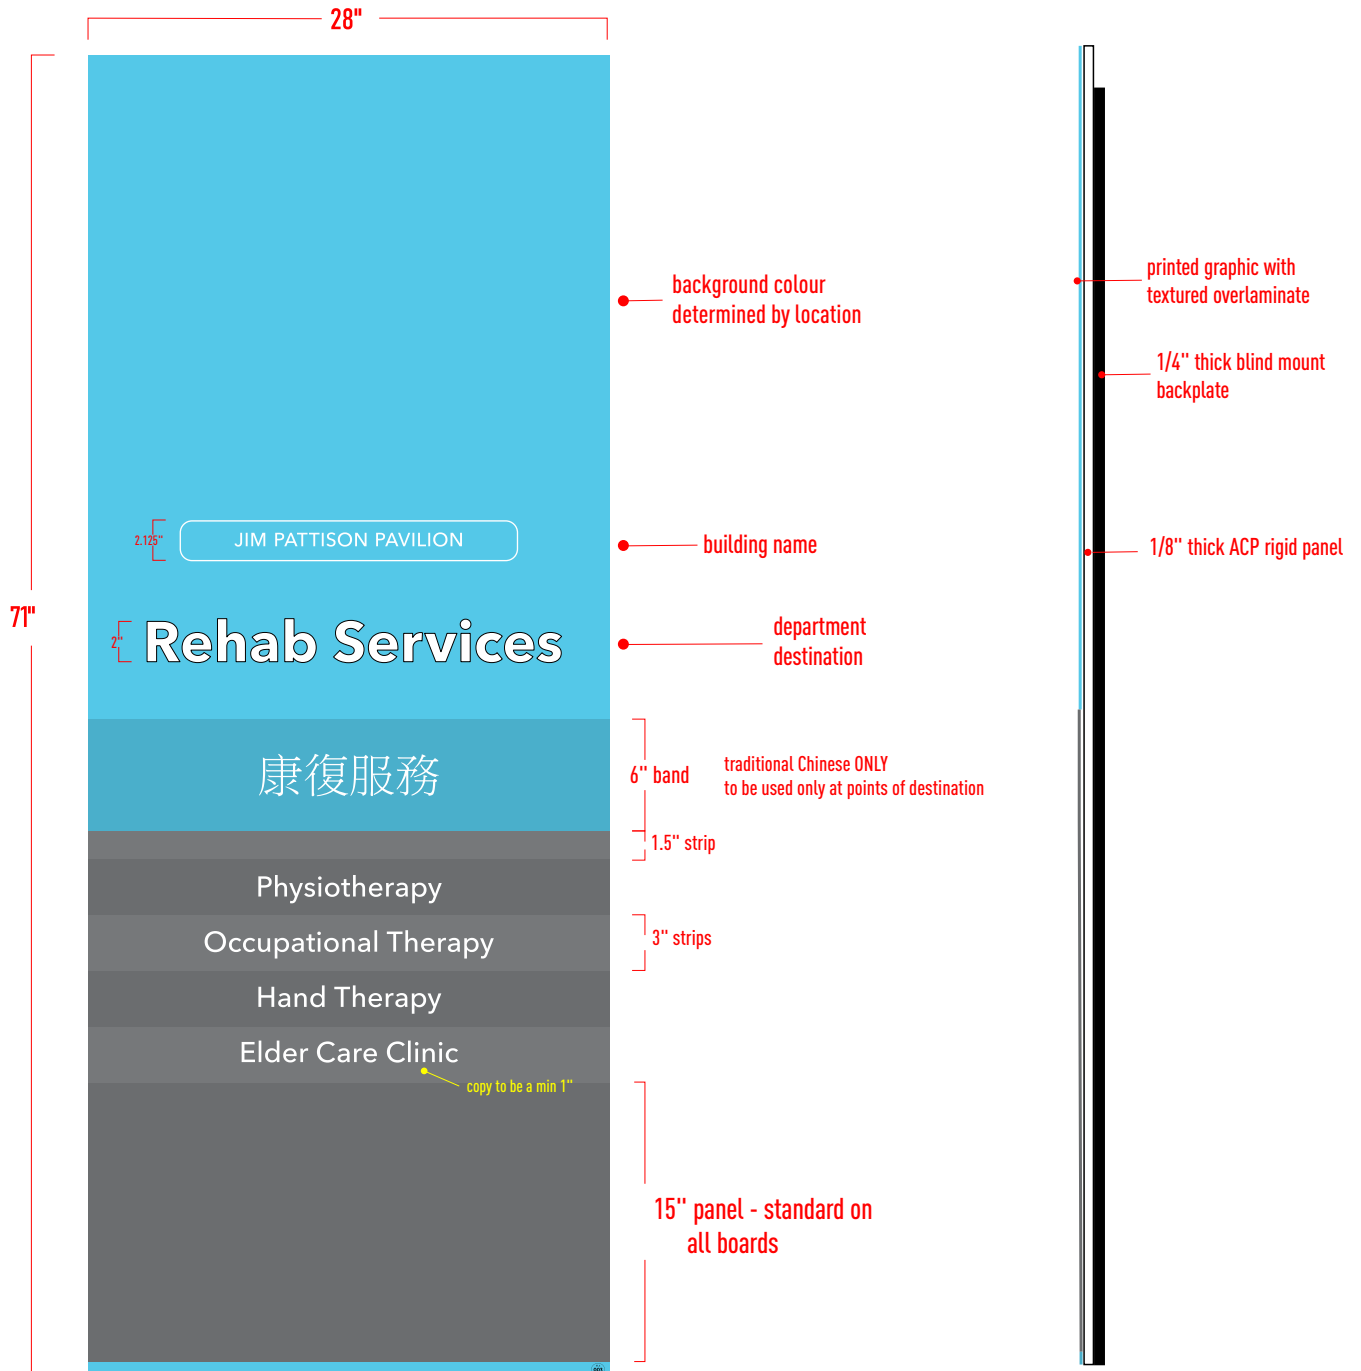 28"
background colour
determined by location
printed graphic with
textured overlaminate
1/4" thick blind mount
backplate
2.125"
JIM PATTISON PAVILION
building name
1/8" thick ACP rigid panel
71"
2"
Rehab Services
department
destination
康復服務
6" band
traditional Chinese ONLY
to be used only at points of destination
1.5" strip
Physiotherapy
Occupational Therapy
3" strips
Hand Therapy
Elder Care Clinic
copy to be a min 1"
15" panel - standard on
all boards